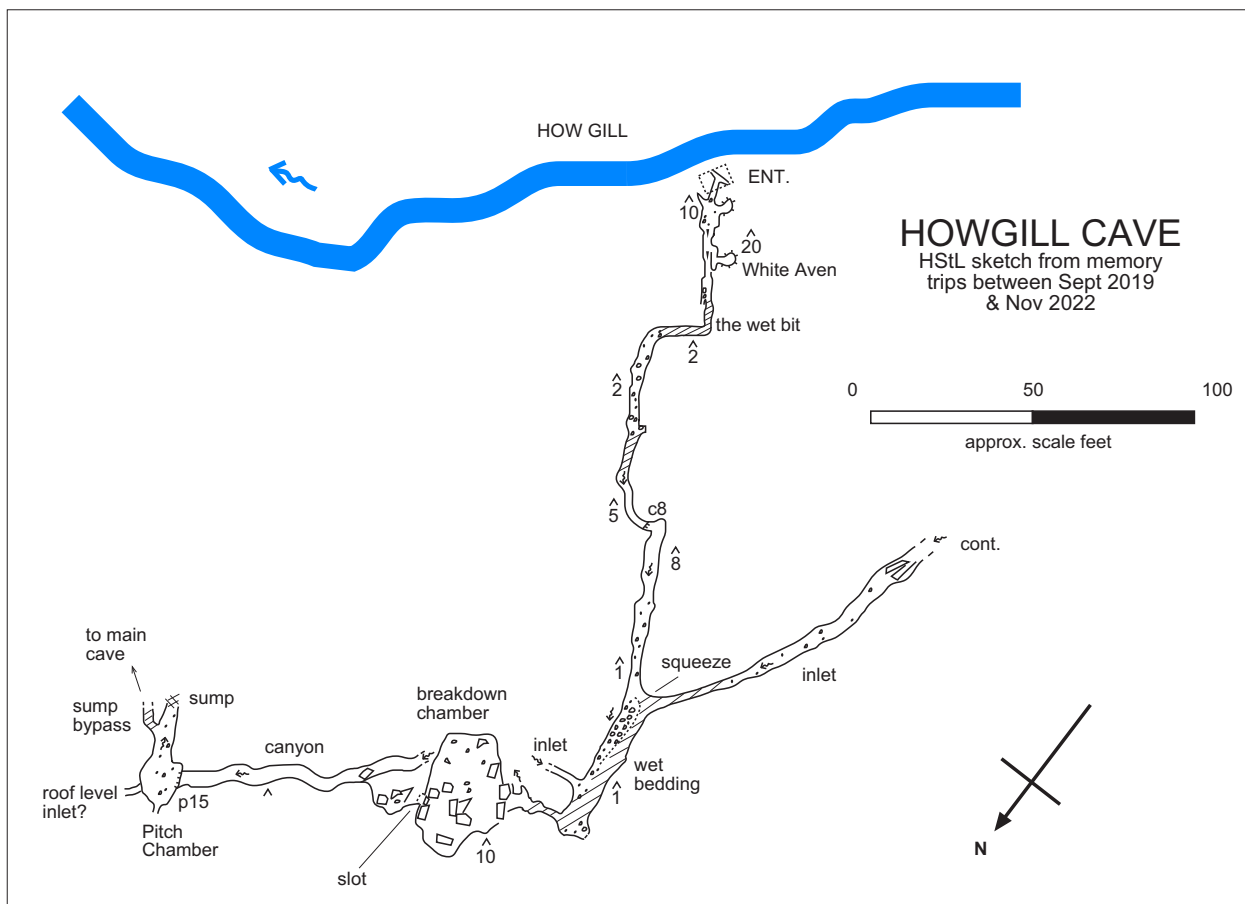 HOW GILL
ENT.
^10
^20
White Aven
HOWGILL CAVE
HStL sketch from memory
trips between Sept 2019
& Nov 2022
the wet bit
^2
^2
0 50 100
approx. scale feet
^5
c8
^8
cont.
to main
cave
sump
bypass
sump
breakdown
chamber
^1
squeeze
inlet
canyon
inlet
wet
bedding
^1
roof level
inlet?
p15
^
Pitch
Chamber
^10
slot
N